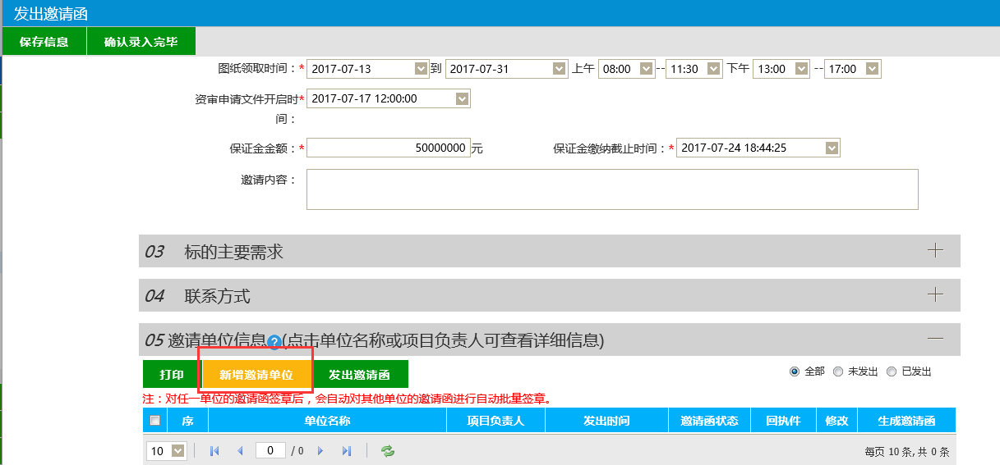 发出邀请函
保存信息 确认录入完毕
图纸领取时间：* 2017-07-13 到 2017-07-31 上午 08:00 -- 11:30 下午 13:00 -- 17:00
资审申请文件开启时* 2017-07-17 12:00:00
间：
保证金金额：* 50000000 元 保证金缴纳截止时间：* 2017-07-24 18:44:25
邀请内容：
03 标的主要需求
04 联系方式
05 邀请单位信息?(点击单位名称或项目负责人可查看详细信息)
打印 新增邀请单位 发出邀请函 全部 未发出 已发出
注：对任一单位的邀请函签章后，会自动对其他单位的邀请函进行自动批量签章。
序 单位名称 项目负责人 发出时间 邀请函状态 回执件 修改 生成邀请函
10 0 / 0 每页 10 条, 共 0 条